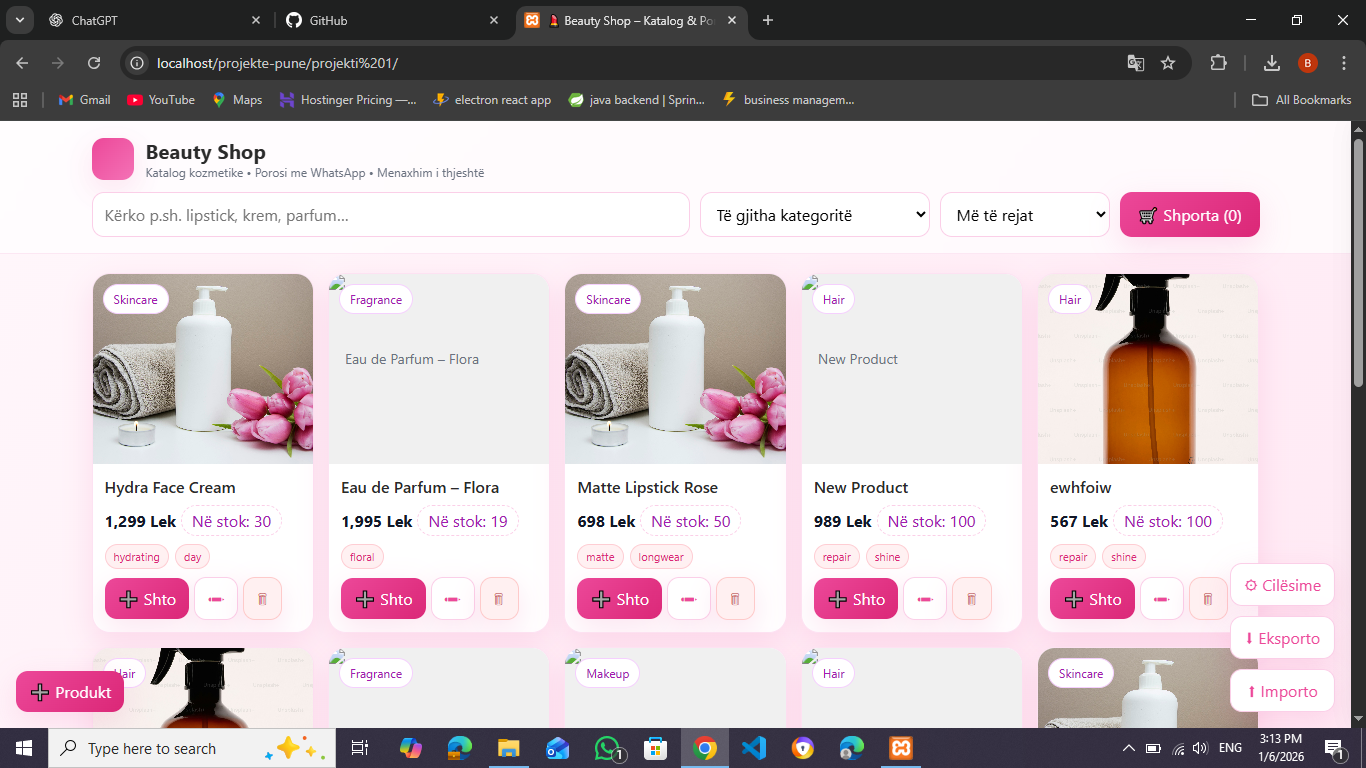 ChatGPT
GitHub
Beauty Shop – Katalog & Po
localhost/projekte-pune/projekti%201/
B
Gmail
YouTube
Maps
Hostinger Pricing —...
electron react app
java backend | Sprin...
business managem...
All Bookmarks
Beauty Shop
Katalog kozmetike • Porosi me WhatsApp • Menaxhim i thjeshtë
Kërko p.sh. lipstick, krem, parfum...
Të gjitha kategoritë
Më të rejat
Shporta (0)
Skincare
Fragrance
Skincare
Hair
Hair
Eau de Parfum – Flora
New Product
Hydra Face Cream
Eau de Parfum – Flora
Matte Lipstick Rose
New Product
ewhfoiw
1,299 Lek Në stok: 30
1,995 Lek Në stok: 19
698 Lek Në stok: 50
989 Lek Në stok: 100
567 Lek Në stok: 100
hydrating day
floral
matte longwear
repair shine
repair shine
Shto
Shto
Shto
Shto
Shto
Cilësime
Eksporto
Importo
Hair
Fragrance
Makeup
Hair
Skincare
Produkt
Type here to search
1
ENG
3:13 PM
1/6/2026
1